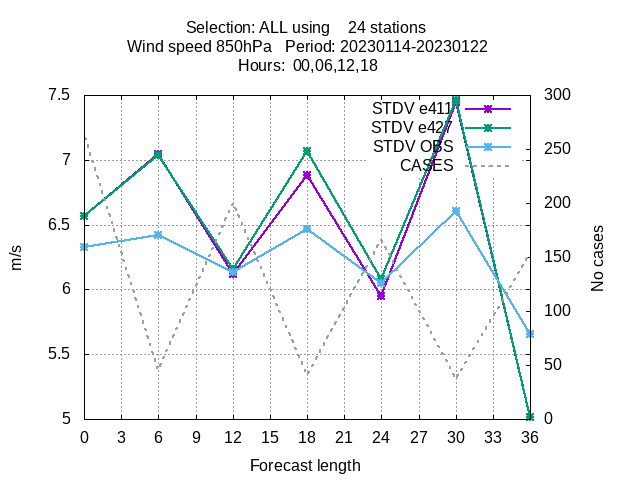 Selection: ALL using 24 stations
Wind speed 850hPa Period: 20230114-20230122
Hours: 00,06,12,18
7.5
7
6.5
6
5.5
5
m/s
300
250
200
150
100
50
0
No cases
STDV e411
STDV e427
STDV OBS
CASES
0 3 6 9 12 15 18 21 24 27 30 33 36
Forecast length